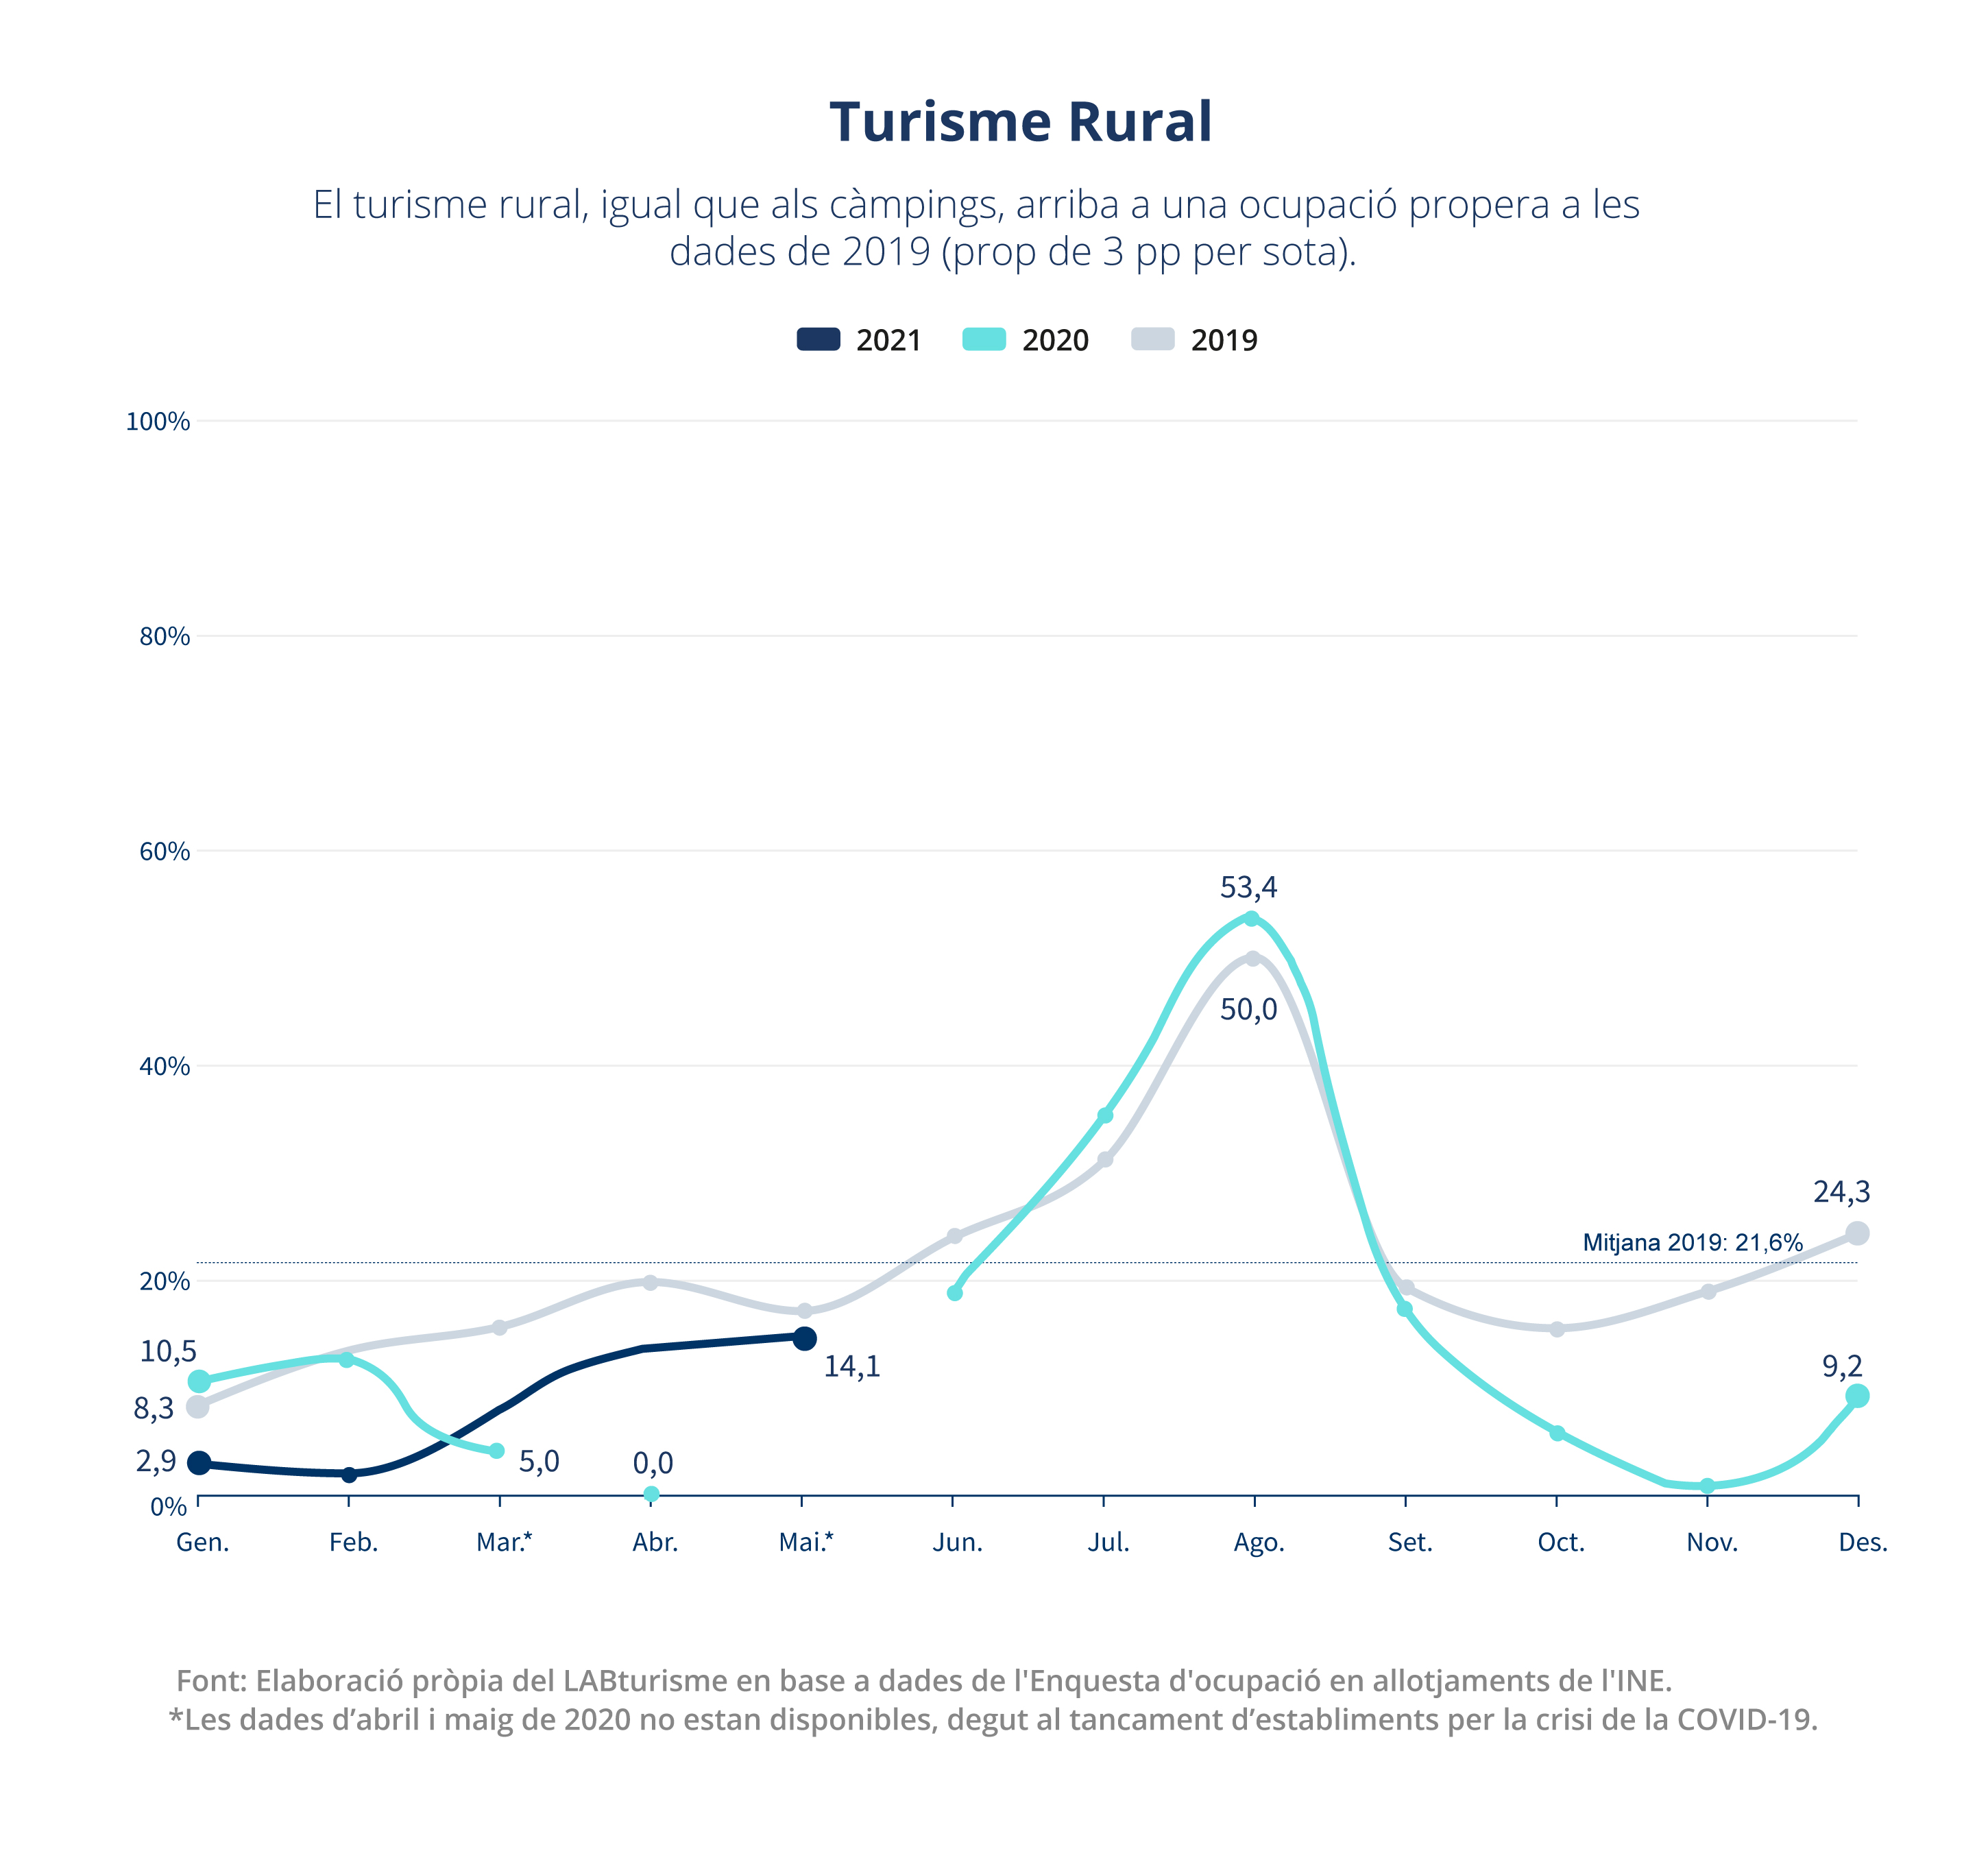 Turisme Rural
El turisme rural, igual que als càmpings, arriba a una ocupació propera a les
dades de 2019 (prop de 3 pp per sota).
2021 2020 2019
100%
80%
60%
53,4
50,0
40%
24,3
Mitjana 2019: 21,6%
20%
10,5
14,1
9,2
8,3
2,9
5,0
0,0
0%
Gen. Feb. Mar.* Abr. Mai.* Jun. Jul. Ago. Set. Oct. Nov. Des.
Font: Elaboració pròpia del LABturisme en base a dades de l'Enquesta d'ocupació en allotjaments de l'INE.
*Les dades d’abril i maig de 2020 no estan disponibles, degut al tancament d’establiments per la crisi de la COVID-19.